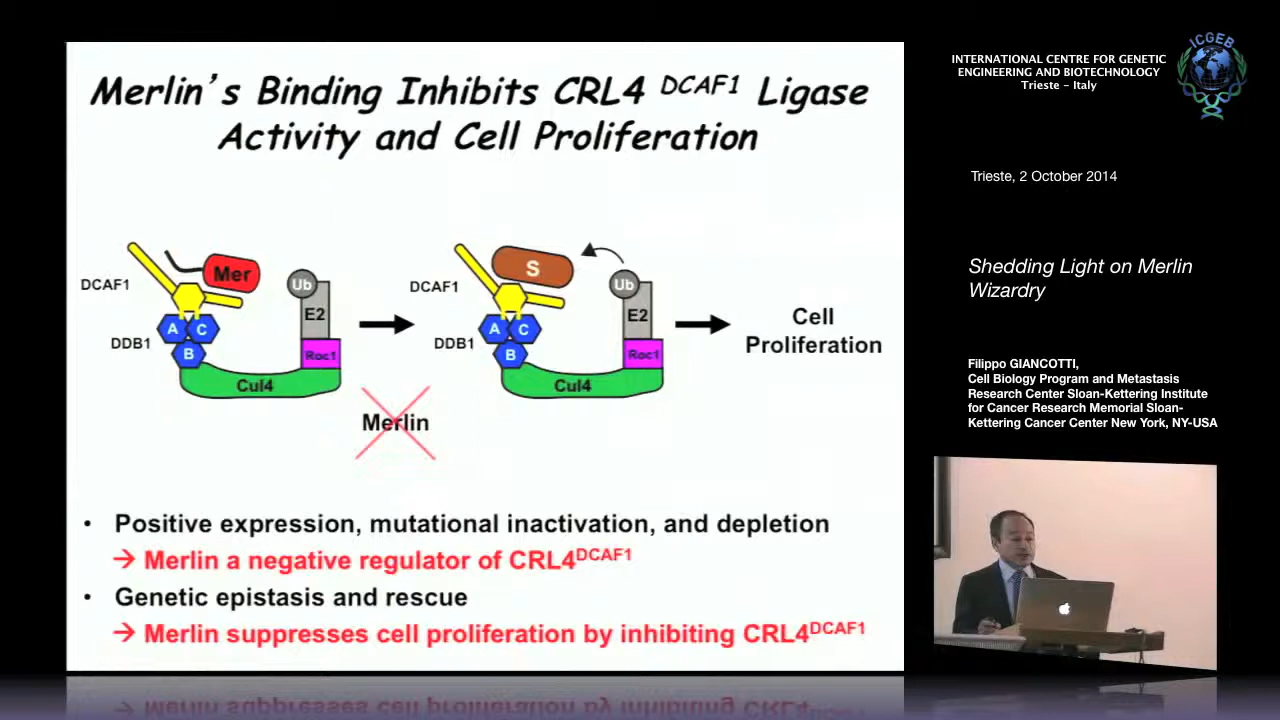 Merlin's Binding Inhibits CRL4 DCAF1 Ligase
Activity and Cell Proliferation
DCAF1
Mer
Ub
E2
A C
DDB1
B
Roc1
Cul4
Merlin
DCAF1
S
Ub
E2
A C
DDB1
B
Roc1
Cul4
Cell
Proliferation
• Positive expression, mutational inactivation, and depletion
→ Merlin a negative regulator of CRL4DCAF1
• Genetic epistasis and rescue
→ Merlin suppresses cell proliferation by inhibiting CRL4DCAF1
INTERNATIONAL CENTRE FOR GENETIC
ENGINEERING AND BIOTECHNOLOGY
Trieste - Italy
ICGEB
Trieste, 2 October 2014
Shedding Light on Merlin
Wizardry
Filippo GIANCOTTI,
Cell Biology Program and Metastasis
Research Center Sloan-Kettering Institute
for Cancer Research Memorial Sloan-
Kettering Cancer Center New York, NY-USA